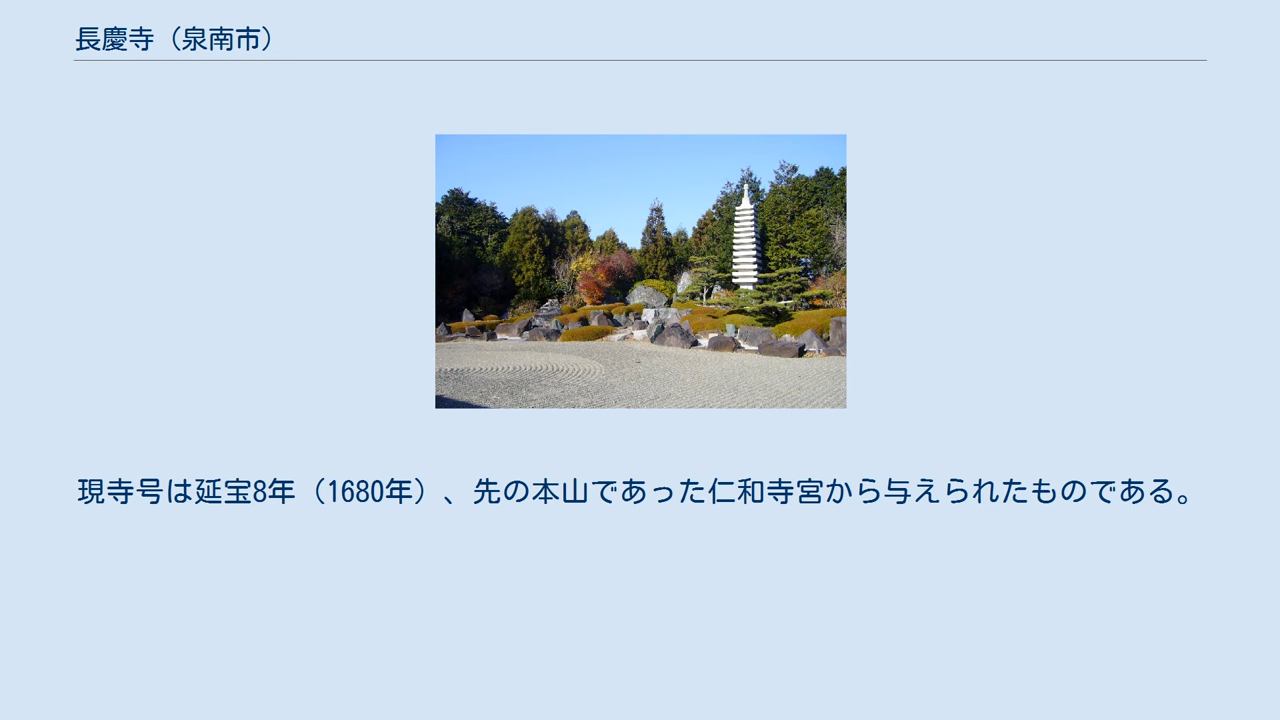 長慶寺（泉南市）
現寺号は延宝8年（1680年）、先の本山であった仁和寺宮から与えられたものである。